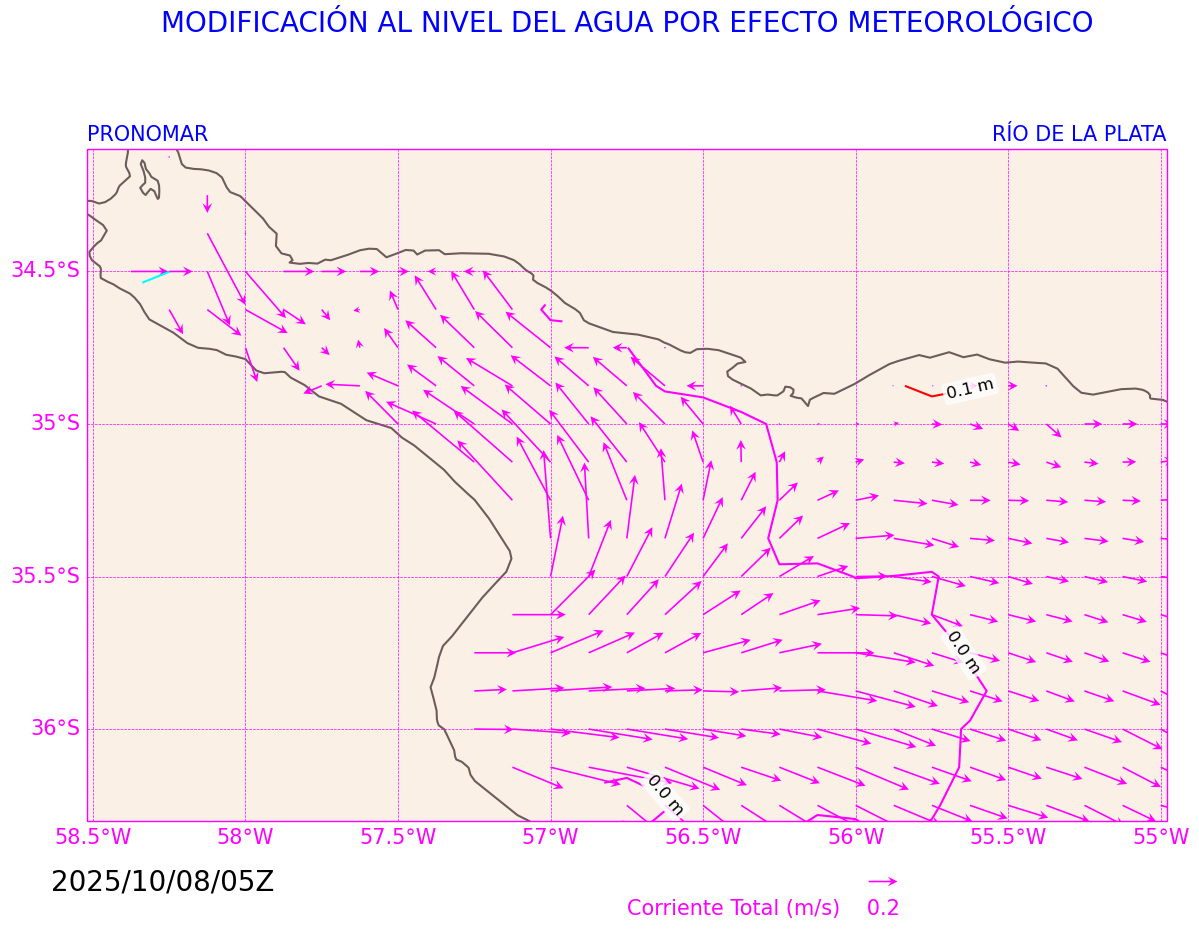 MODIFICACIÓN AL NIVEL DEL AGUA POR EFECTO METEOROLÓGICO
PRONOMAR
RÍO DE LA PLATA
34.5°S
0.1 m
35°S
35.5°S
0.0 m
36°S
0.0 m
58.5°W 58°W 57.5°W 57°W 56.5°W 56°W 55.5°W 55°W
2025/10/08/05Z
Corriente Total (m/s) 0.2